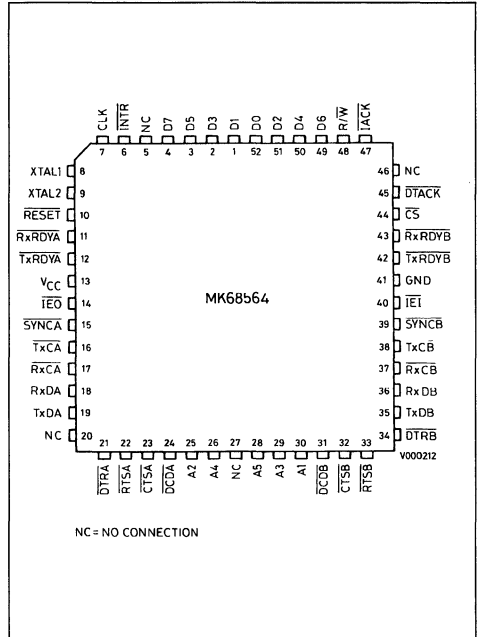 CLK INTR NC D7 D5 D3 D1 D0 D2 D4 D6 R/W IACK
7 6 5 4 3 2 1 52 51 50 49 48 47
XTAL1 8
XTAL2 9
RESET 10
RxRDYA 11
TxRDYA 12
VCC 13
IEO 14
SYNCA 15
TxCA 16
RxCA 17
RxDA 18
TxDA 19
NC 20
MK68564
46 NC
45 DTACK
44 CS
43 RxRDYB
42 TxRDYB
41 GND
40 IEI
39 SYNCB
38 TxCB
37 RxCB
36 RxDB
35 TxDB
34 DTRB
V000212
21 22 23 24 25 26 27 28 29 30 31 32 33
DTRA RTSA CTSA DCDA A2 A4 NC A5 A3 A1 DCDB CTSB RTSB
NC = NO CONNECTION